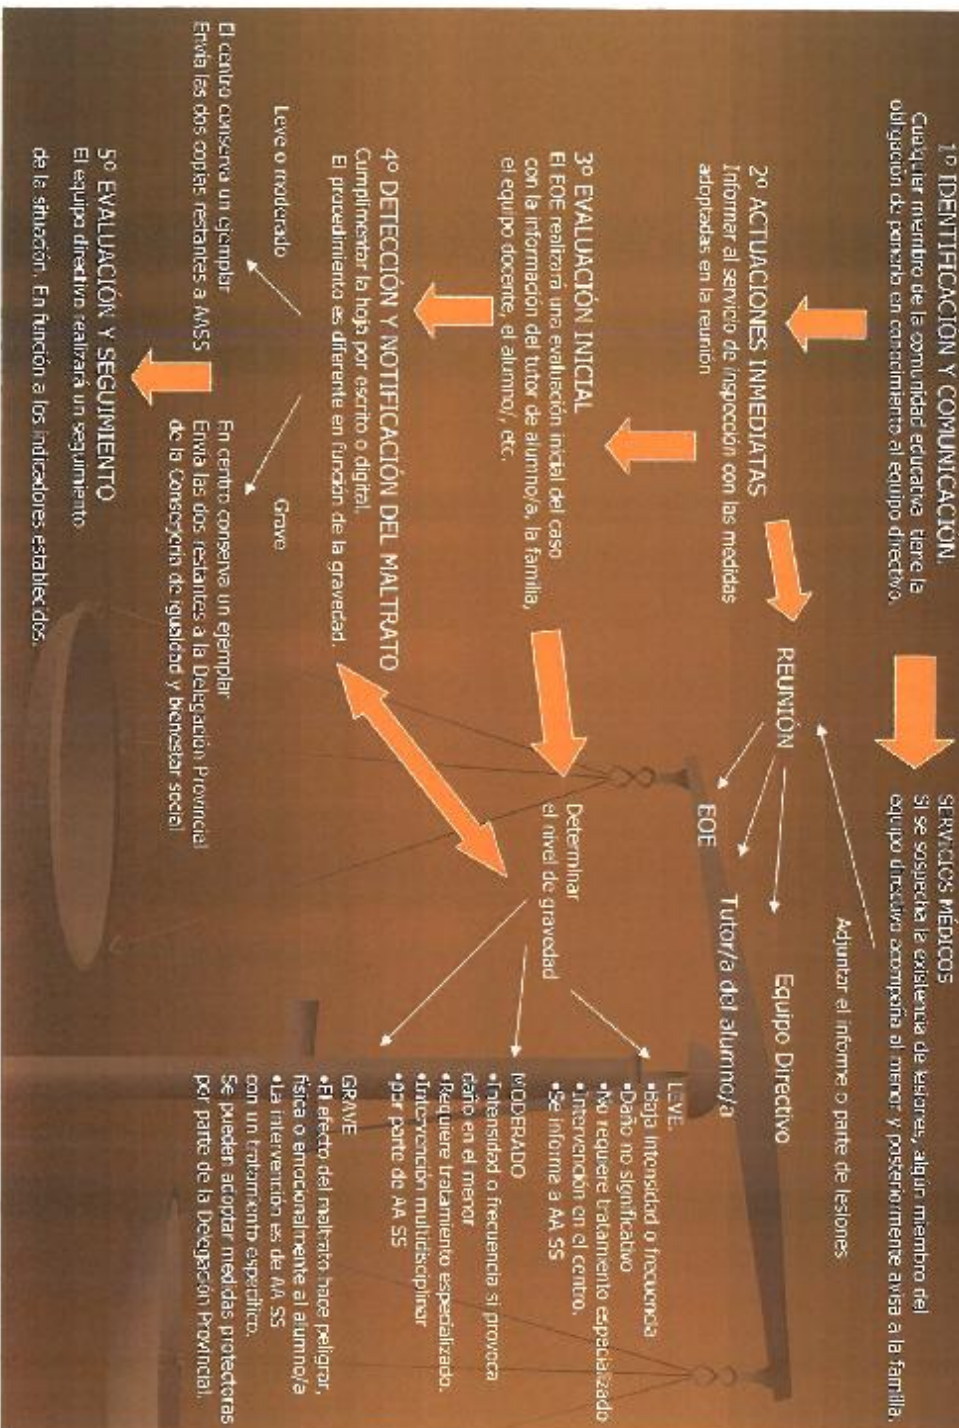 1º IDENTIFICACIÓN Y COMUNICACIÓN.
Cualquier miembro de la comunidad educativa tiene la
obligación de ponerlo en conocimiento al equipo directivo.
SERVICIOS MÉDICOS
Si se sospecha la existencia de lesiones, algún miembro del
equipo directivo acompaña al menor y posteriormente avisa a la familia.
Adjuntar el informe o parte de lesiones
2º ACTUACIONES INMEDIATAS
Informar al servicio de inspección con las medidas
adoptadas en la reunión
REUNIÓN
Equipo Directivo
Tutor/a del alumno/a
EOE
3º EVALUACIÓN INICIAL
El EOE realizará una evaluación inicial del caso
con la información del tutor de alumno/a, la familia,
el equipo docente, el alumno/, etc.
Determinar
el nivel de gravedad
LEVE
•Baja intensidad o frecuencia
•Daño no significativo
•No requiere tratamiento espacializado
•Intervención en el centro.
•Se informa a AA SS
MODERADO
•Intensidad o frecuencia si provoca
daño en el menor
•Requiere tratamiento especializado.
•Intervención multidisciplinar
•por parte de AA SS
GRAVE
•El efecto del maltrato hace peligrar,
física o emocionalmente al alumno/a
•La intervención es de AA SS
con un tratamiento específico.
Se pueden adoptar medidas protectoras
por parte de la Delegación Provincial.
4º DETECCIÓN Y NOTIFICACIÓN DEL MALTRATO
Cumplimentar la hoja por escrito o digital.
El procedimiento es diferente en función de la gravedad.
Leve o moderado
El centro conserva un ejemplar
Envía las dos copias restantes a AASS
Grave
En centro conserva un ejemplar
Envía las dos restantes a la Delegación Provincial
de la Consejería de igualdad y bienestar social
5º EVALUACIÓN Y SEGUIMIENTO
El equipo directivo realizará un seguimiento
de la situación. En función a los indicadores establecidos.